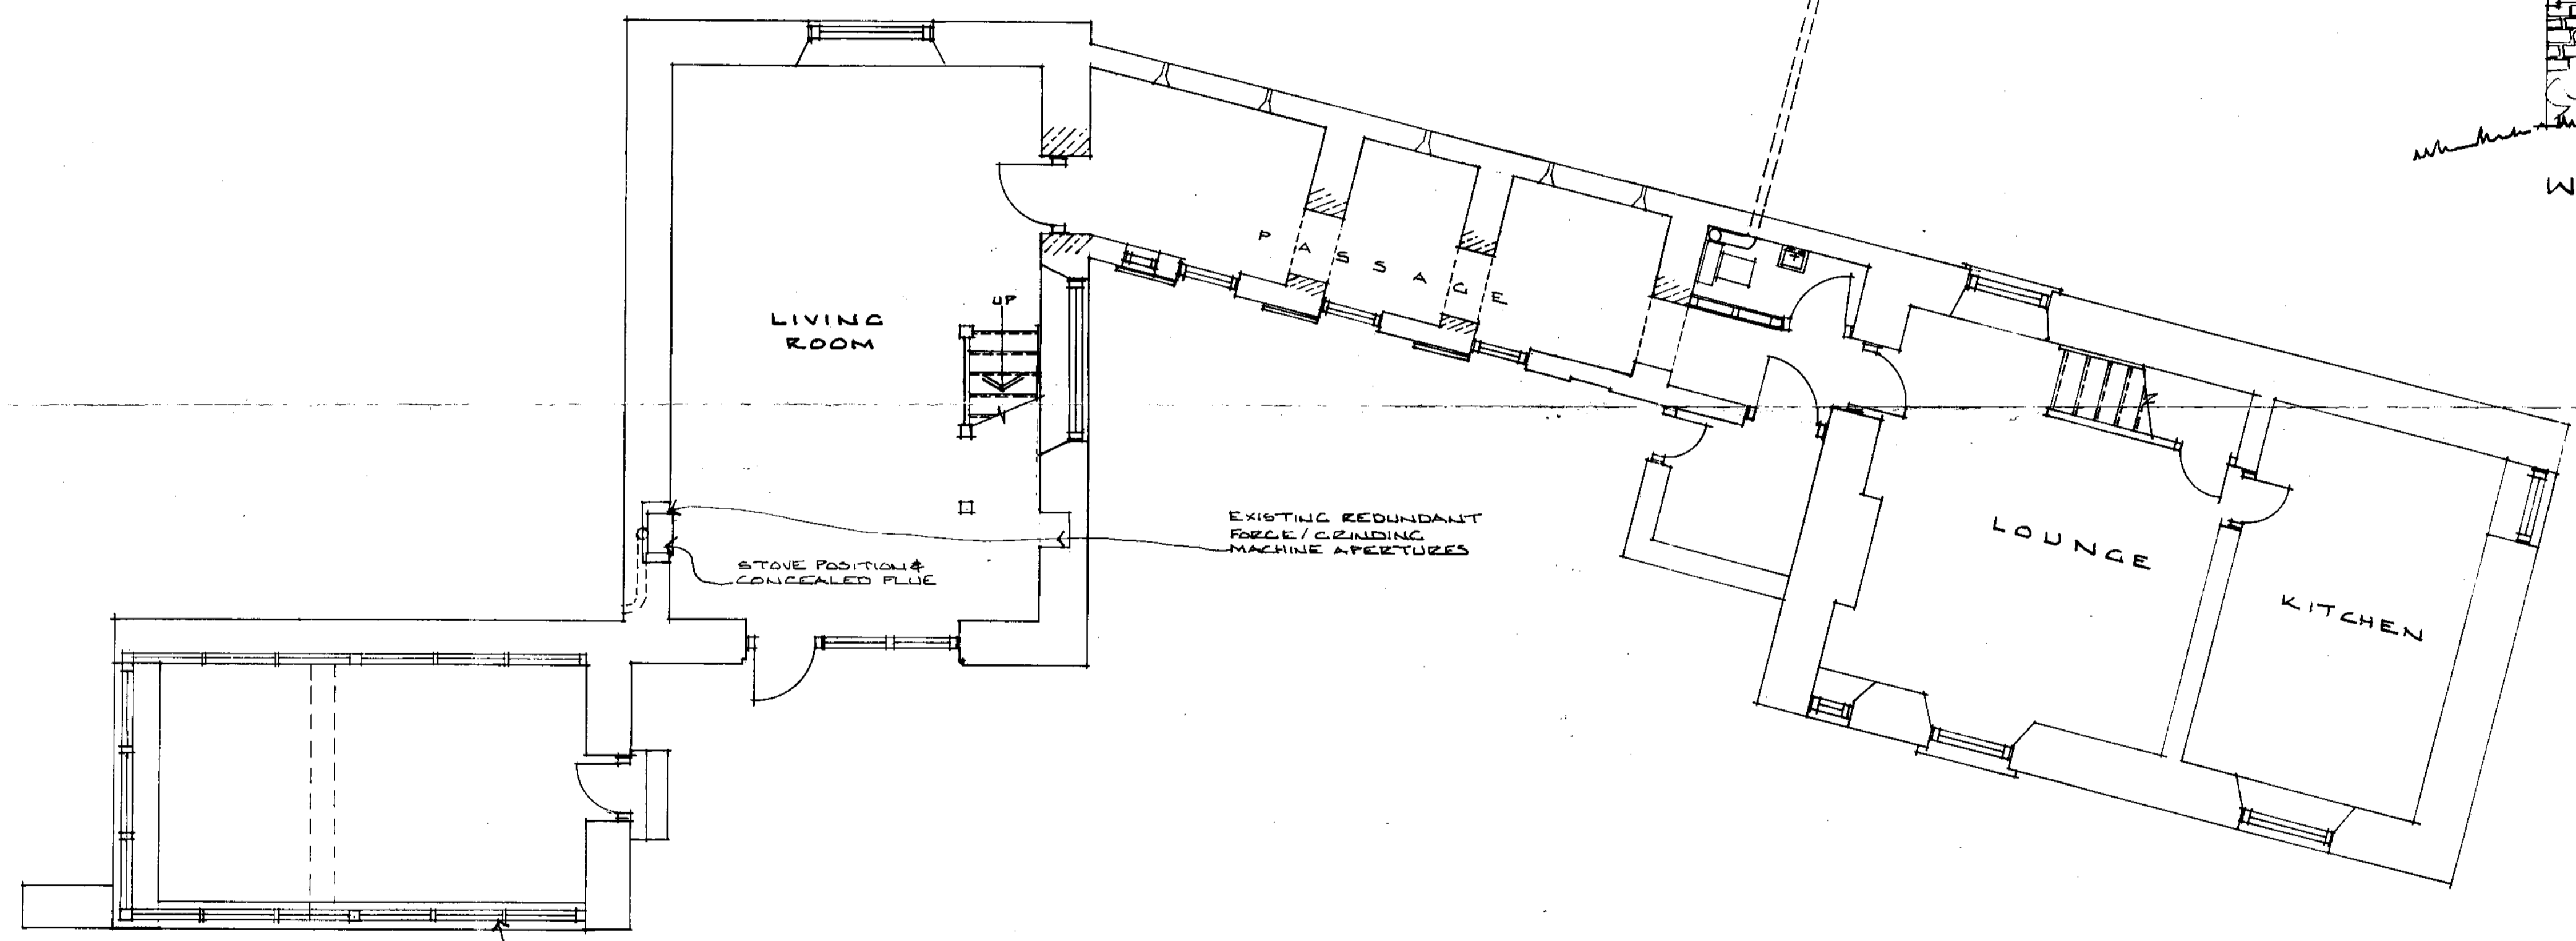 LIVING
ROOM
UP
PASSAGE
STOVE POSITION &
CONCEALED FLUE
EXISTING REDUNDANT
FORGE/GRINDING
MACHINE APERTURES
LOUNGE
KITCHEN